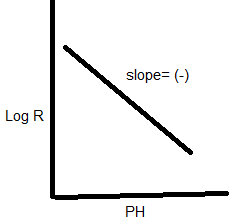 slope= (-)
Log R
PH